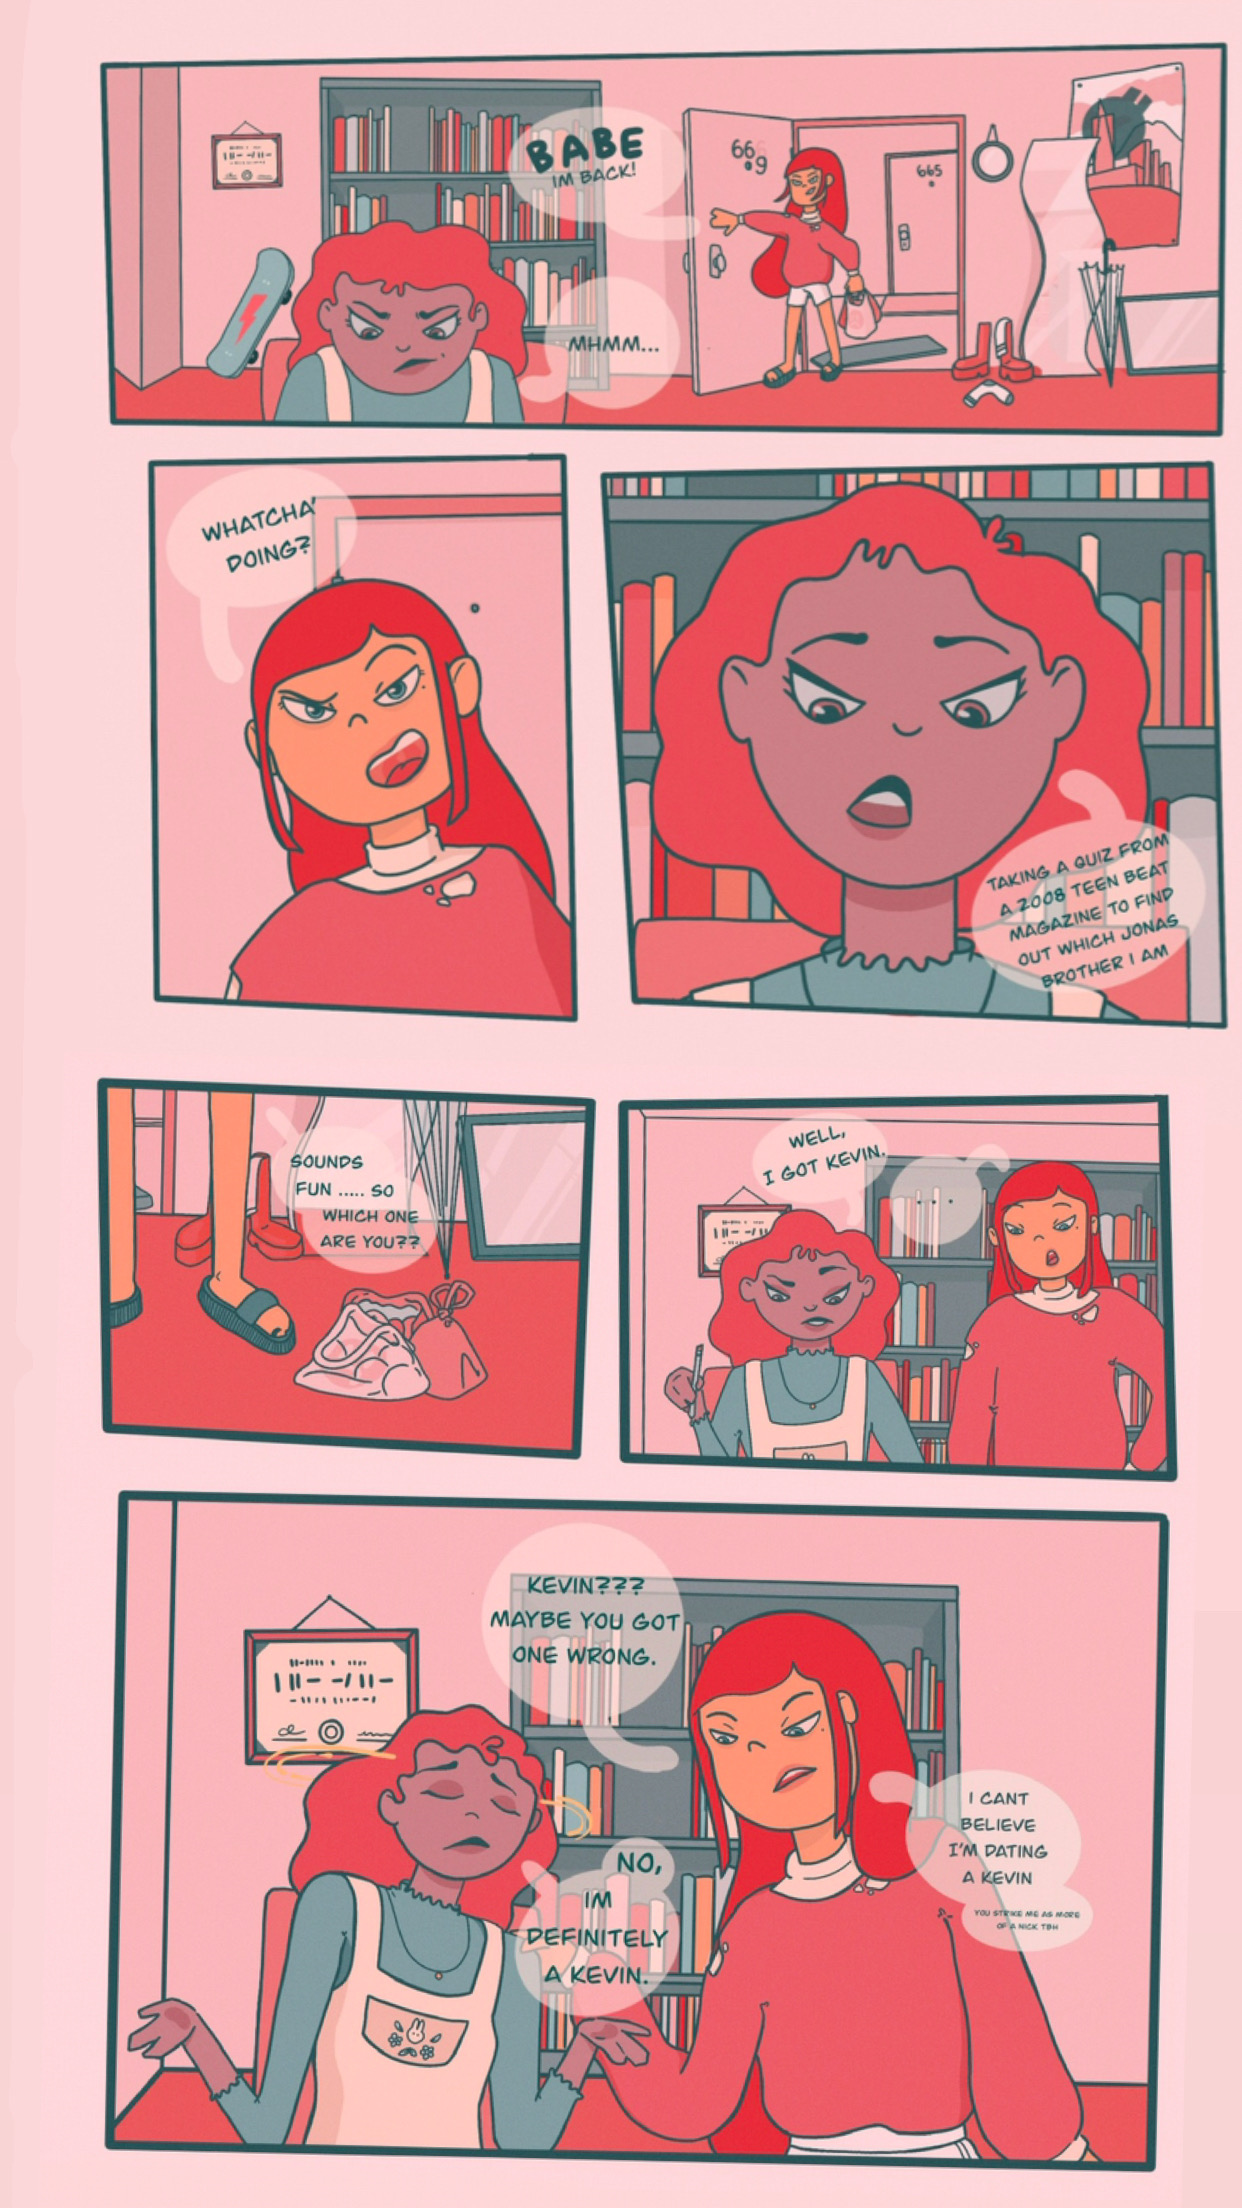 BABE
IM BACK!
MHMM...
665
WHATCHA'
DOING?
TAKING A QUIZ FROM
A 2008 TEEN BEAT
MAGAZINE TO FIND
OUT WHICH JONAS
BROTHER I AM
SOUNDS
FUN ..... SO
WHICH ONE
ARE YOU??
WELL,
I GOT KEVIN.
. . .
KEVIN???
MAYBE YOU GOT
ONE WRONG.
NO,
IM
DEFINITELY
A KEVIN.
I CANT
BELIEVE
I'M DATING
A KEVIN
YOU STRIKE ME AS MORE
OF A NICK TBH